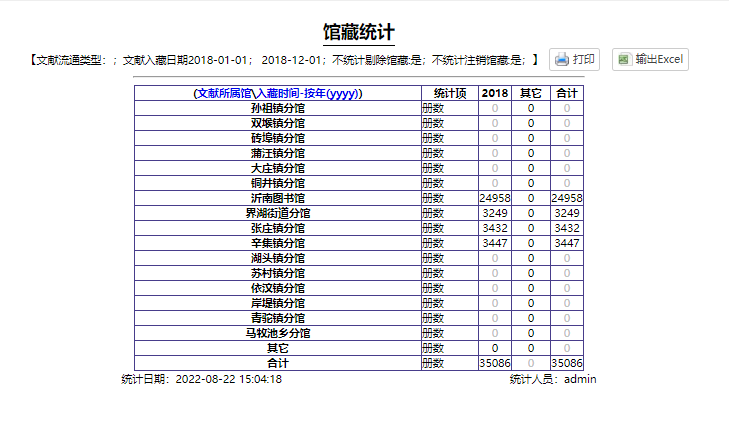 馆藏统计
【文献流通类型：；文献入藏日期2018-01-01； 2018-12-01；不统计剔除馆藏:是；不统计注销馆藏:是；】 打印 输出Excel
(文献所属馆\入藏时间-按年(yyyy)) 统计项 2018 其它 合计
孙祖镇分馆 册数 0 0 0
双堠镇分馆 册数 0 0 0
砖埠镇分馆 册数 0 0 0
蒲汪镇分馆 册数 0 0 0
大庄镇分馆 册数 0 0 0
铜井镇分馆 册数 0 0 0
沂南图书馆 册数 24958 0 24958
界湖街道分馆 册数 3249 0 3249
张庄镇分馆 册数 3432 0 3432
辛集镇分馆 册数 3447 0 3447
湖头镇分馆 册数 0 0 0
苏村镇分馆 册数 0 0 0
依汶镇分馆 册数 0 0 0
岸堤镇分馆 册数 0 0 0
青驼镇分馆 册数 0 0 0
马牧池乡分馆 册数 0 0 0
其它 册数 0 0 0
合计 册数 35086 0 35086
统计日期：2022-08-22 15:04:18 统计人员：admin